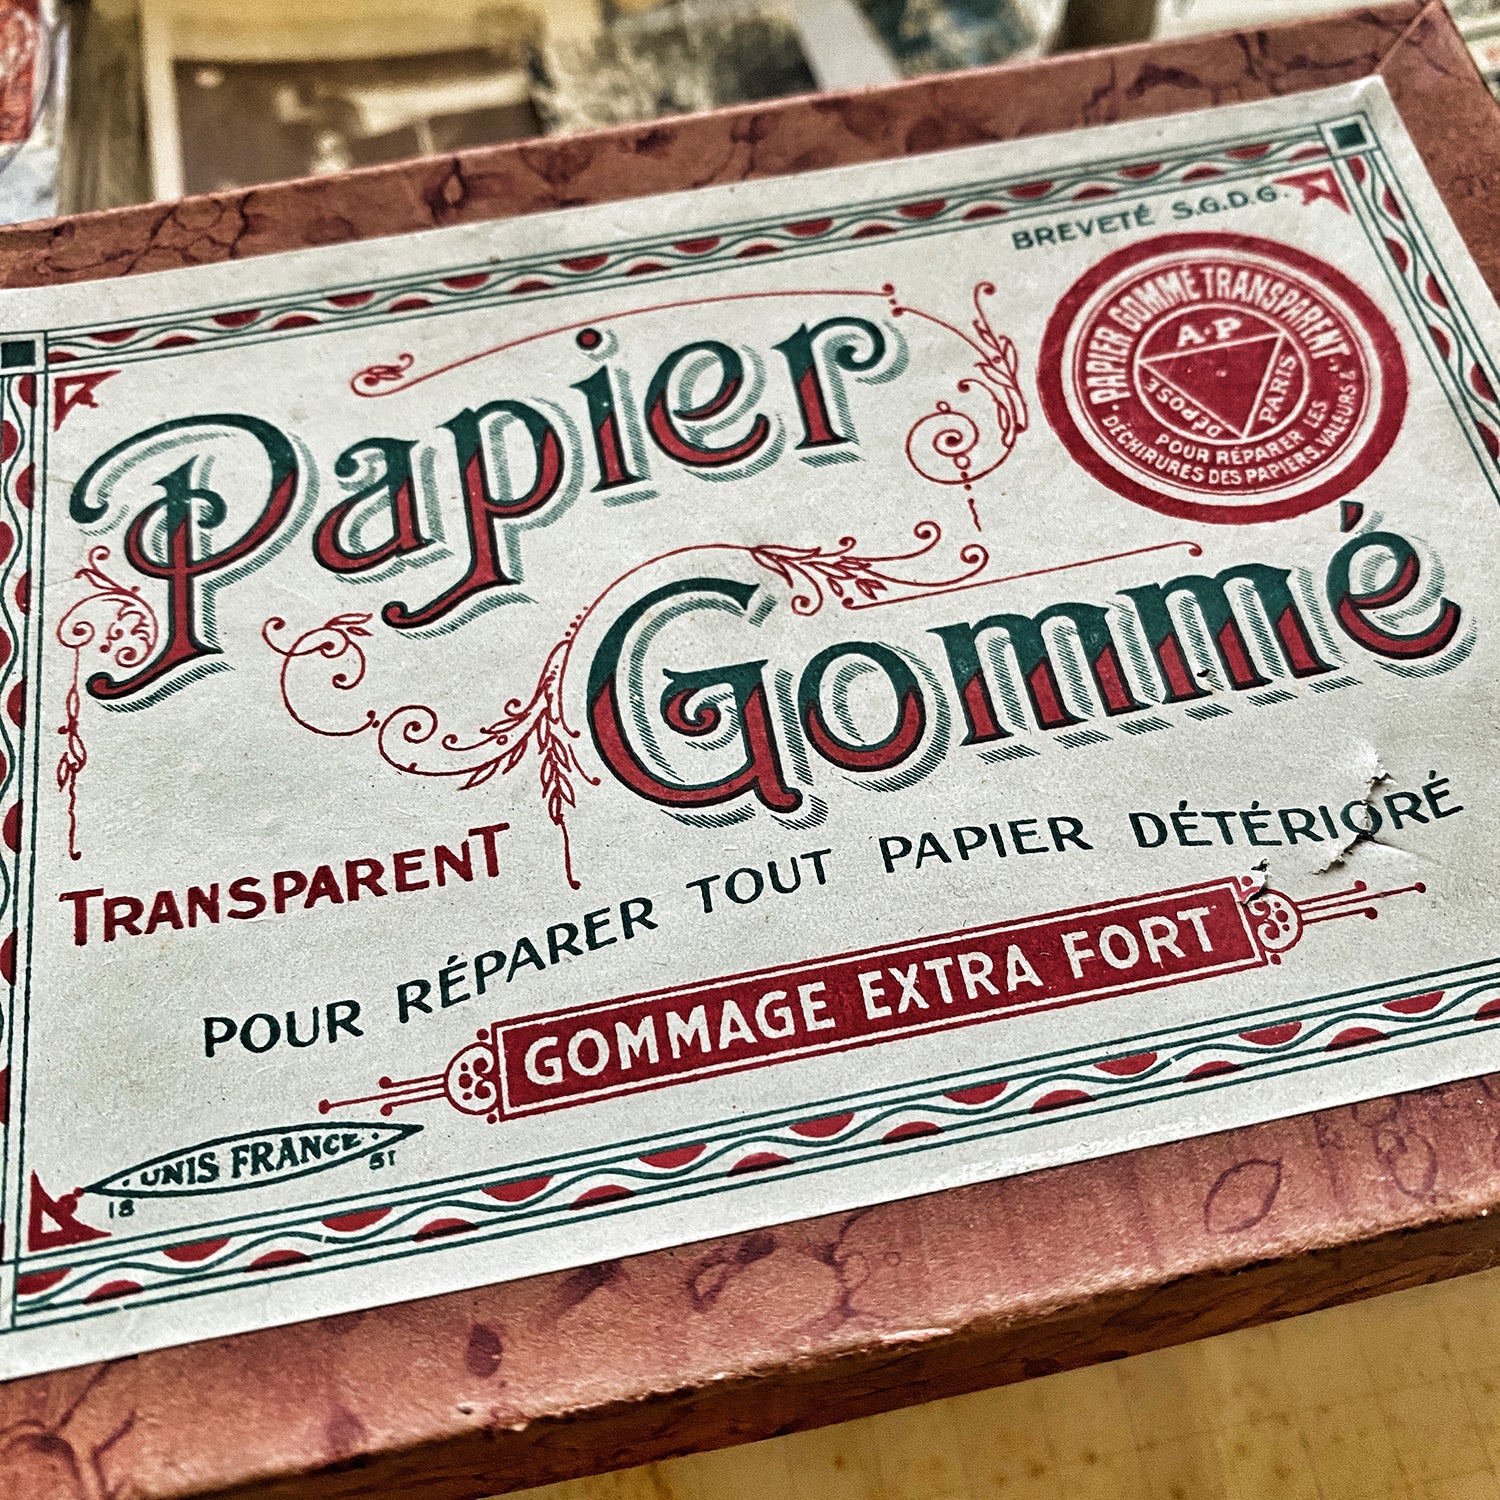 BREVETÉ S.G.D.G.
Papier
Gommé
PAPIER GOMMÉ TRANSPARENT
A·P
PARIS
DÉPOSÉ
POUR RÉPARER LES
DÉCHIRURES DES PAPIERS, VALEURS &
TRANSPARENT
POUR RÉPARER TOUT PAPIER DÉTÉRIORÉ
GOMMAGE EXTRA FORT
·UNIS FRANCE·
18 51